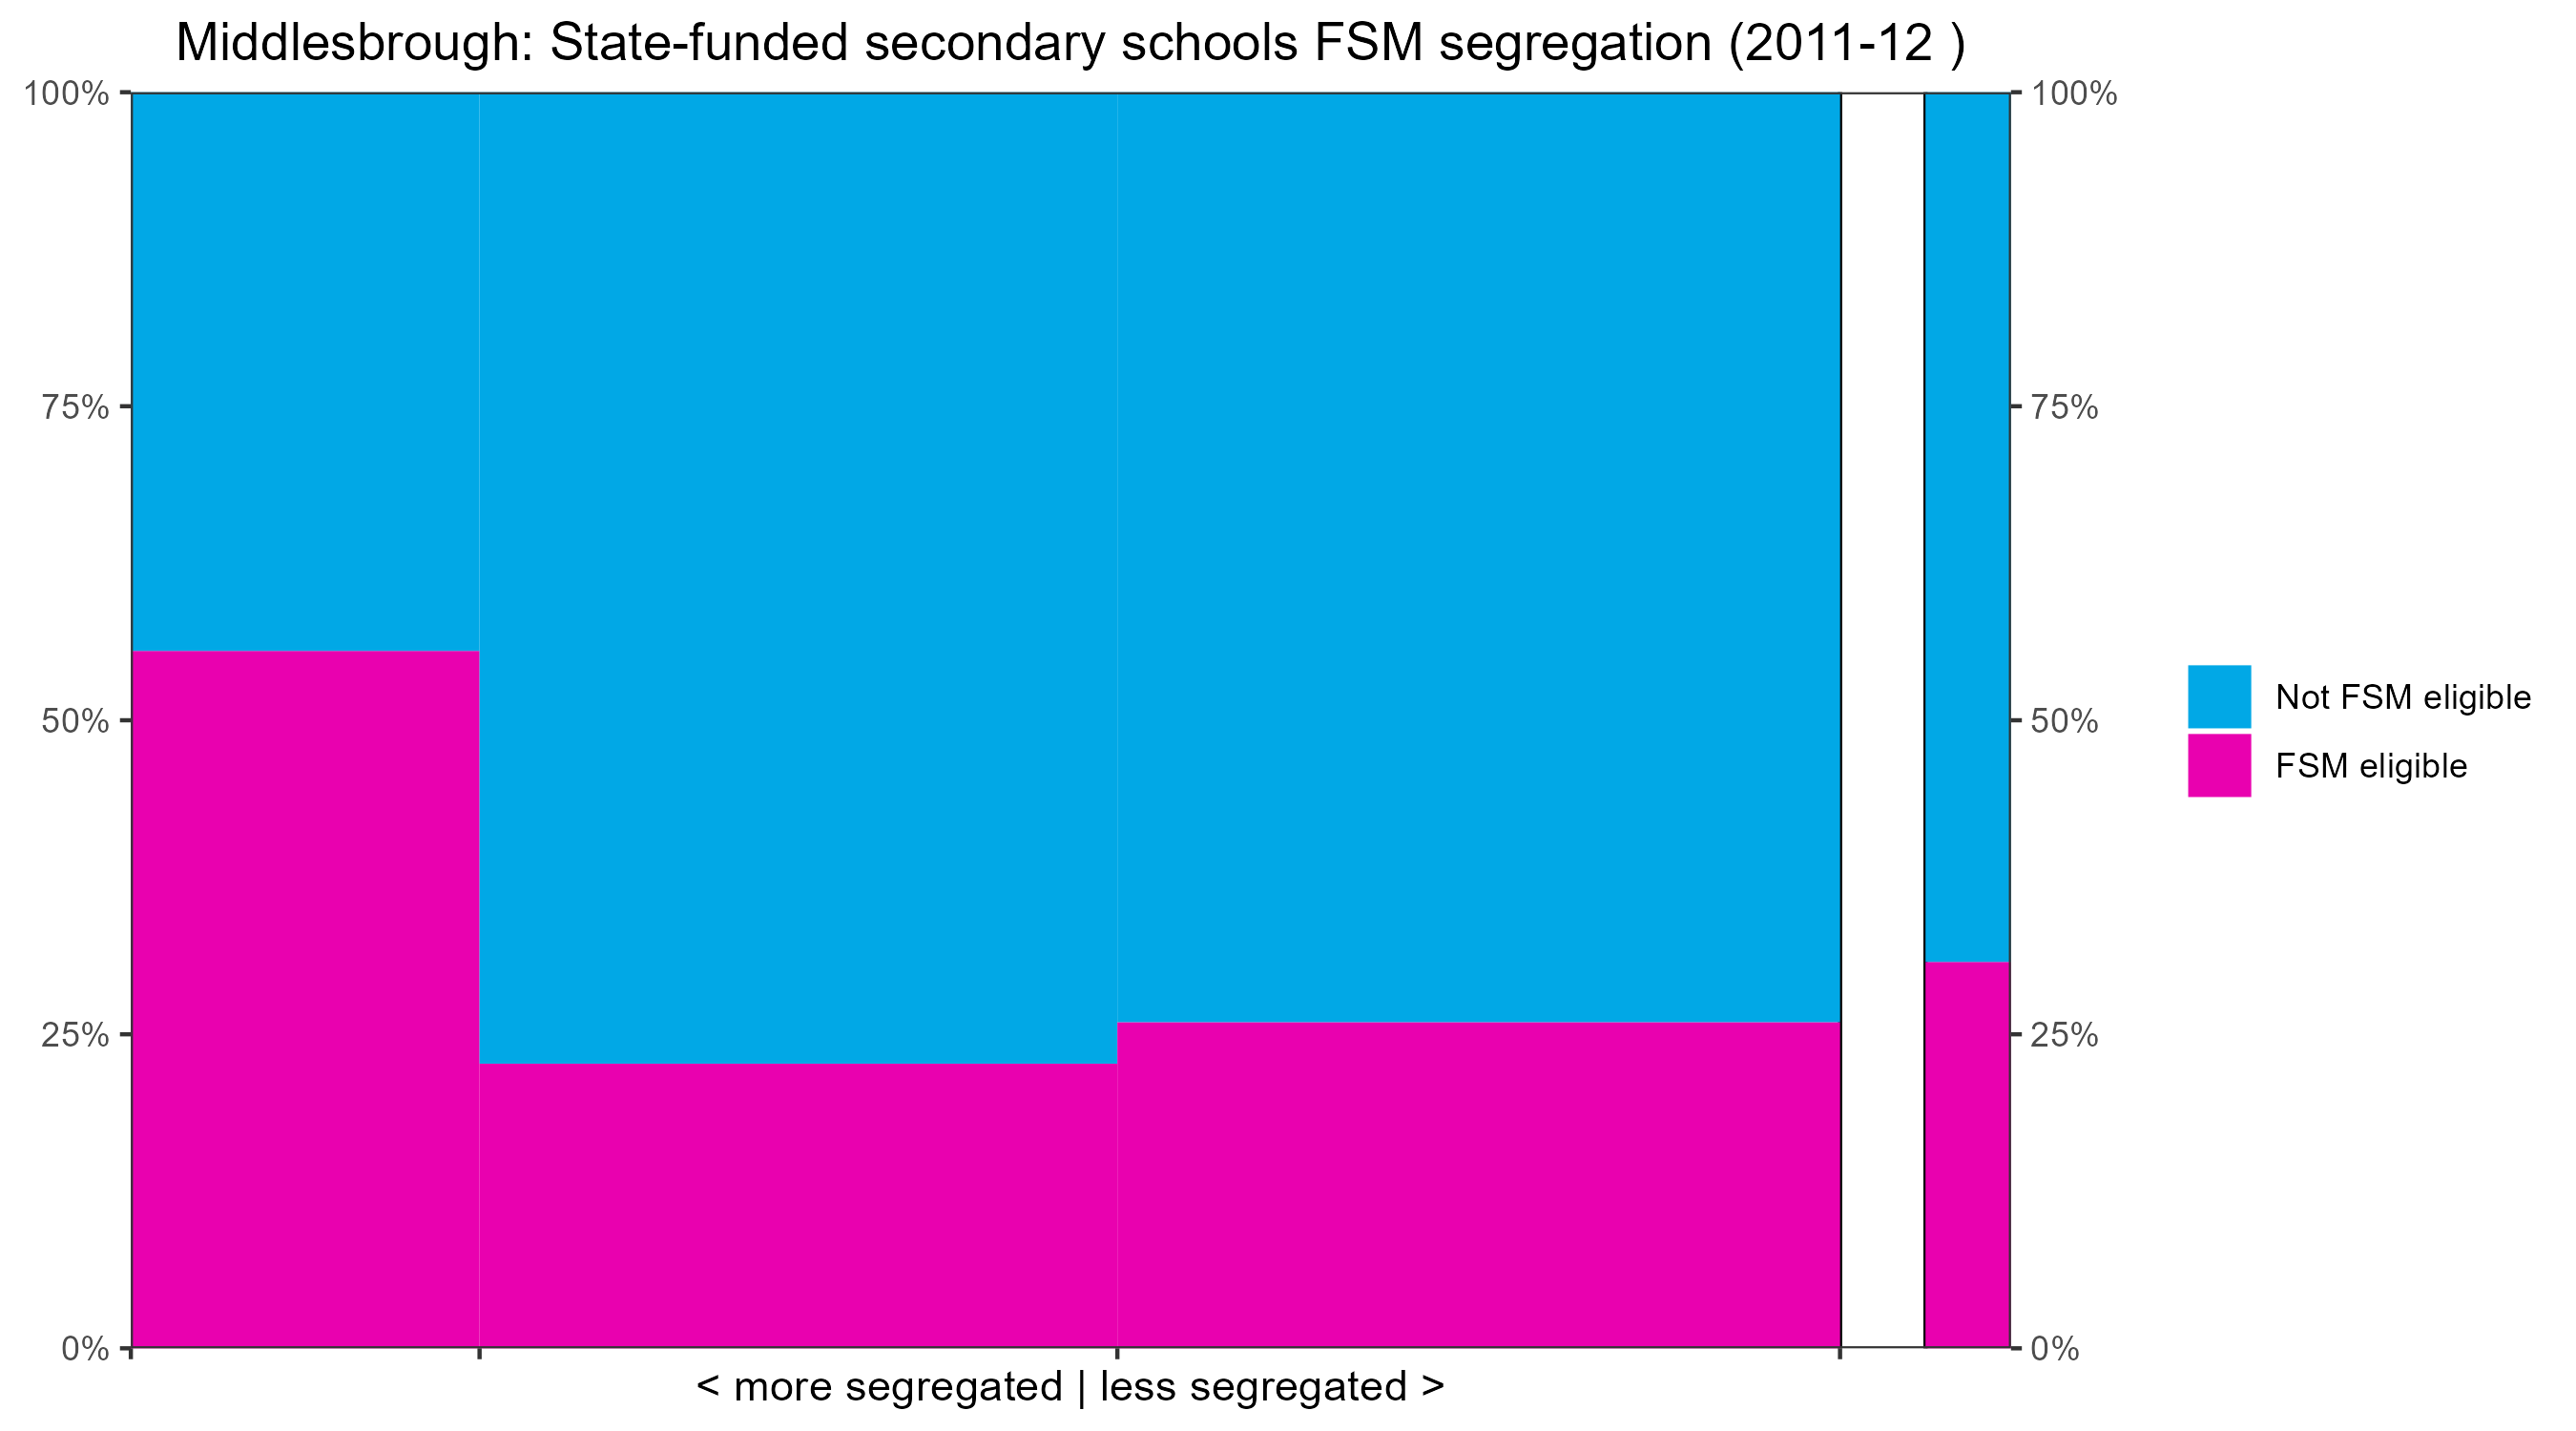 Middlesbrough: State-funded secondary schools FSM segregation (2011-12 )
100%
75%
50%
25%
0%
100%
75%
50%
25%
0%
Not FSM eligible
FSM eligible
< more segregated | less segregated >